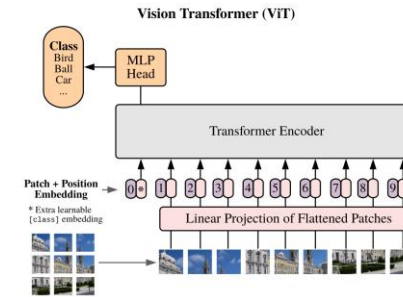 Vision Transformer (ViT)
Class
Bird
Ball
Car
...
MLP
Head
Transformer Encoder
Patch + Position
Embedding
* Extra learnable
[class] embedding
0 * 1 2 3 4 5 6 7 8 9
Linear Projection of Flattened Patches